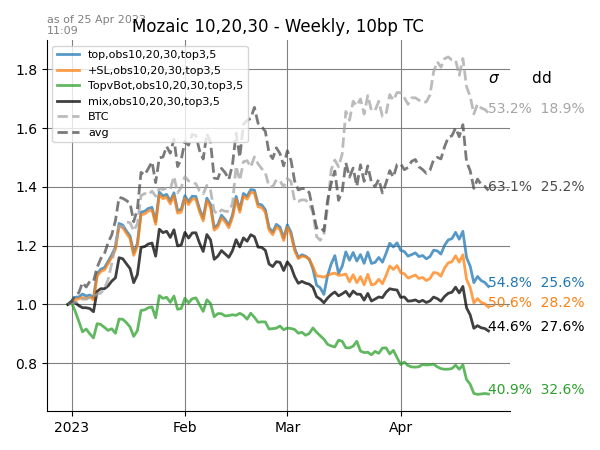 as of 25 Apr 2023
11:09
Mozaic 10,20,30 - Weekly, 10bp TC
top,obs10,20,30,top3,5
+SL,obs10,20,30,top3,5
TopvBot,obs10,20,30,top3,5
mix,obs10,20,30,top3,5
BTC
avg
σ dd
53.2% 18.9%
63.1% 25.2%
54.8% 25.6%
50.6% 28.2%
44.6% 27.6%
40.9% 32.6%
1.8
1.6
1.4
1.2
1.0
0.8
2023 Feb Mar Apr